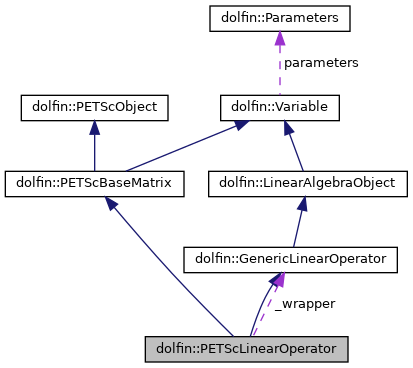 dolfin::Parameters
parameters
dolfin::PETScObject
dolfin::Variable
dolfin::PETScBaseMatrix
dolfin::LinearAlgebraObject
dolfin::GenericLinearOperator
_wrapper
dolfin::PETScLinearOperator